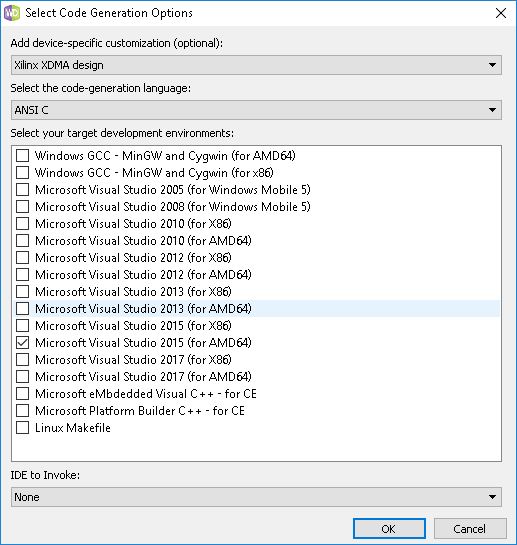 WD Select Code Generation Options
Add device-specific customization (optional):
Xilinx XDMA design
Select the code-generation language:
ANSI C
Select your target development environments:
Windows GCC - MinGW and Cygwin (for AMD64)
Windows GCC - MinGW and Cygwin (for x86)
Microsoft Visual Studio 2005 (for Windows Mobile 5)
Microsoft Visual Studio 2008 (for Windows Mobile 5)
Microsoft Visual Studio 2010 (for X86)
Microsoft Visual Studio 2010 (for AMD64)
Microsoft Visual Studio 2012 (for X86)
Microsoft Visual Studio 2012 (for AMD64)
Microsoft Visual Studio 2013 (for X86)
Microsoft Visual Studio 2013 (for AMD64)
Microsoft Visual Studio 2015 (for X86)
Microsoft Visual Studio 2015 (for AMD64)
Microsoft Visual Studio 2017 (for X86)
Microsoft Visual Studio 2017 (for AMD64)
Microsoft eMbdedded Visual C++ - for CE
Microsoft Platform Builder C++ - for CE
Linux Makefile
IDE to Invoke:
None
OK Cancel